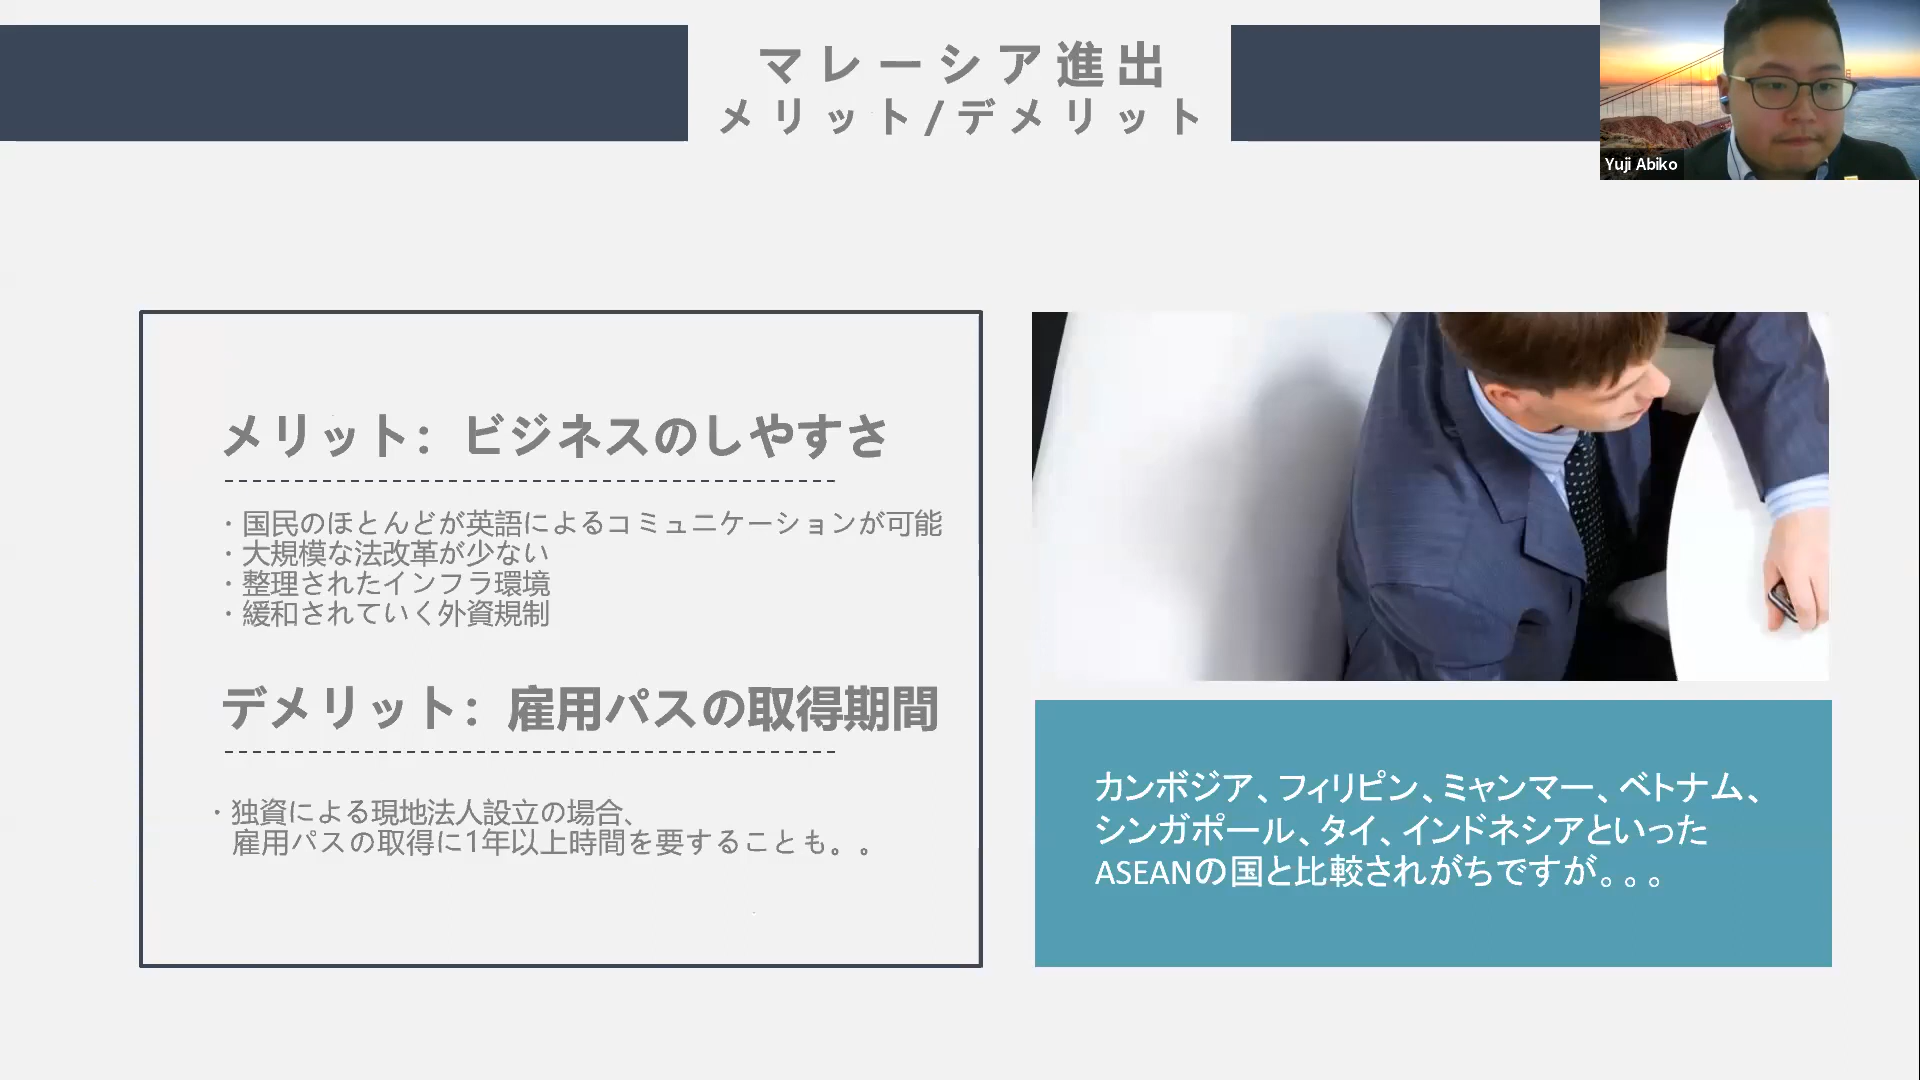 マレーシア進出
メリット/デメリット
Yuji Abiko
メリット：ビジネスのしやすさ
・国民のほとんどが英語によるコミュニケーションが可能
・大規模な法改革が少ない
・整理されたインフラ環境
・緩和されていく外資規制
デメリット：雇用パスの取得期間
・独資による現地法人設立の場合、
雇用パスの取得に1年以上時間を要することも。。
カンボジア、フィリピン、ミャンマー、ベトナム、
シンガポール、タイ、インドネシアといった
ASEANの国と比較されがちですが。。。